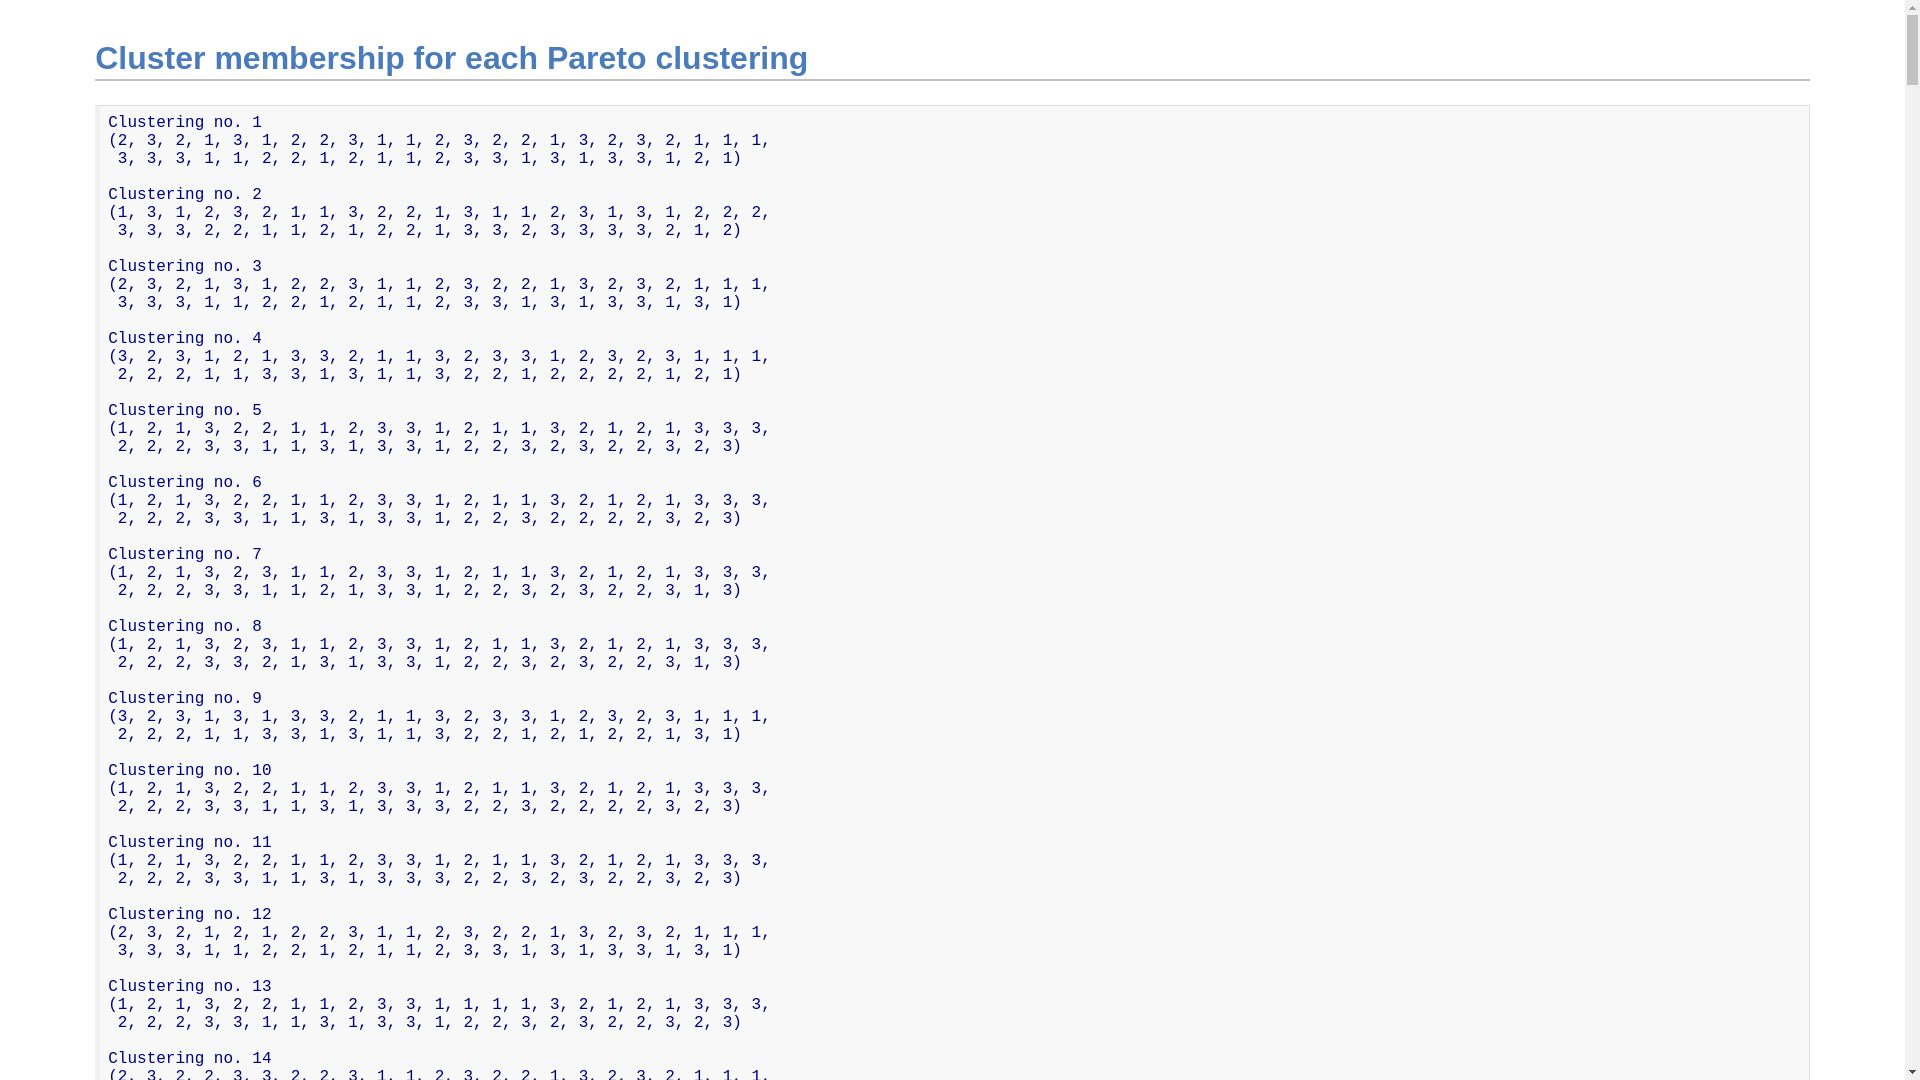 Cluster membership for each Pareto clustering
Clustering no. 1
(2, 3, 2, 1, 3, 1, 2, 2, 3, 1, 1, 2, 3, 2, 2, 1, 3, 2, 3, 2, 1, 1, 1,
3, 3, 3, 1, 1, 2, 2, 1, 2, 1, 1, 2, 3, 3, 1, 3, 1, 3, 3, 1, 2, 1)
Clustering no. 2
(1, 3, 1, 2, 3, 2, 1, 1, 3, 2, 2, 1, 3, 1, 1, 2, 3, 1, 3, 1, 2, 2, 2,
3, 3, 3, 2, 2, 1, 1, 2, 1, 2, 2, 1, 3, 3, 2, 3, 3, 3, 3, 2, 1, 2)
Clustering no. 3
(2, 3, 2, 1, 3, 1, 2, 2, 3, 1, 1, 2, 3, 2, 2, 1, 3, 2, 3, 2, 1, 1, 1,
3, 3, 3, 1, 1, 2, 2, 1, 2, 1, 1, 2, 3, 3, 1, 3, 1, 3, 3, 1, 3, 1)
Clustering no. 4
(3, 2, 3, 1, 2, 1, 3, 3, 2, 1, 1, 3, 2, 3, 3, 1, 2, 3, 2, 3, 1, 1, 1,
2, 2, 2, 1, 1, 3, 3, 1, 3, 1, 1, 3, 2, 2, 1, 2, 2, 2, 2, 1, 2, 1)
Clustering no. 5
(1, 2, 1, 3, 2, 2, 1, 1, 2, 3, 3, 1, 2, 1, 1, 3, 2, 1, 2, 1, 3, 3, 3,
2, 2, 2, 3, 3, 1, 1, 3, 1, 3, 3, 1, 2, 2, 3, 2, 3, 2, 2, 3, 2, 3)
Clustering no. 6
(1, 2, 1, 3, 2, 2, 1, 1, 2, 3, 3, 1, 2, 1, 1, 3, 2, 1, 2, 1, 3, 3, 3,
2, 2, 2, 3, 3, 1, 1, 3, 1, 3, 3, 1, 2, 2, 3, 2, 2, 2, 2, 3, 2, 3)
Clustering no. 7
(1, 2, 1, 3, 2, 3, 1, 1, 2, 3, 3, 1, 2, 1, 1, 3, 2, 1, 2, 1, 3, 3, 3,
2, 2, 2, 3, 3, 1, 1, 2, 1, 3, 3, 1, 2, 2, 3, 2, 3, 2, 2, 3, 1, 3)
Clustering no. 8
(1, 2, 1, 3, 2, 3, 1, 1, 2, 3, 3, 1, 2, 1, 1, 3, 2, 1, 2, 1, 3, 3, 3,
2, 2, 2, 3, 3, 2, 1, 3, 1, 3, 3, 1, 2, 2, 3, 2, 3, 2, 2, 3, 1, 3)
Clustering no. 9
(3, 2, 3, 1, 3, 1, 3, 3, 2, 1, 1, 3, 2, 3, 3, 1, 2, 3, 2, 3, 1, 1, 1,
2, 2, 2, 1, 1, 3, 3, 1, 3, 1, 1, 3, 2, 2, 1, 2, 1, 2, 2, 1, 3, 1)
Clustering no. 10
(1, 2, 1, 3, 2, 2, 1, 1, 2, 3, 3, 1, 2, 1, 1, 3, 2, 1, 2, 1, 3, 3, 3,
2, 2, 2, 3, 3, 1, 1, 3, 1, 3, 3, 3, 2, 2, 3, 2, 2, 2, 2, 3, 2, 3)
Clustering no. 11
(1, 2, 1, 3, 2, 2, 1, 1, 2, 3, 3, 1, 2, 1, 1, 3, 2, 1, 2, 1, 3, 3, 3,
2, 2, 2, 3, 3, 1, 1, 3, 1, 3, 3, 3, 2, 2, 3, 2, 3, 2, 2, 3, 2, 3)
Clustering no. 12
(2, 3, 2, 1, 2, 1, 2, 2, 3, 1, 1, 2, 3, 2, 2, 1, 3, 2, 3, 2, 1, 1, 1,
3, 3, 3, 1, 1, 2, 2, 1, 2, 1, 1, 2, 3, 3, 1, 3, 1, 3, 3, 1, 3, 1)
Clustering no. 13
(1, 2, 1, 3, 2, 2, 1, 1, 2, 3, 3, 1, 1, 1, 1, 3, 2, 1, 2, 1, 3, 3, 3,
2, 2, 2, 3, 3, 1, 1, 3, 1, 3, 3, 1, 2, 2, 3, 2, 3, 2, 2, 3, 2, 3)
Clustering no. 14
(2, 3, 2, 2, 3, 3, 2, 2, 3, 1, 1, 2, 3, 2, 2, 1, 3, 2, 3, 2, 1, 1, 1,